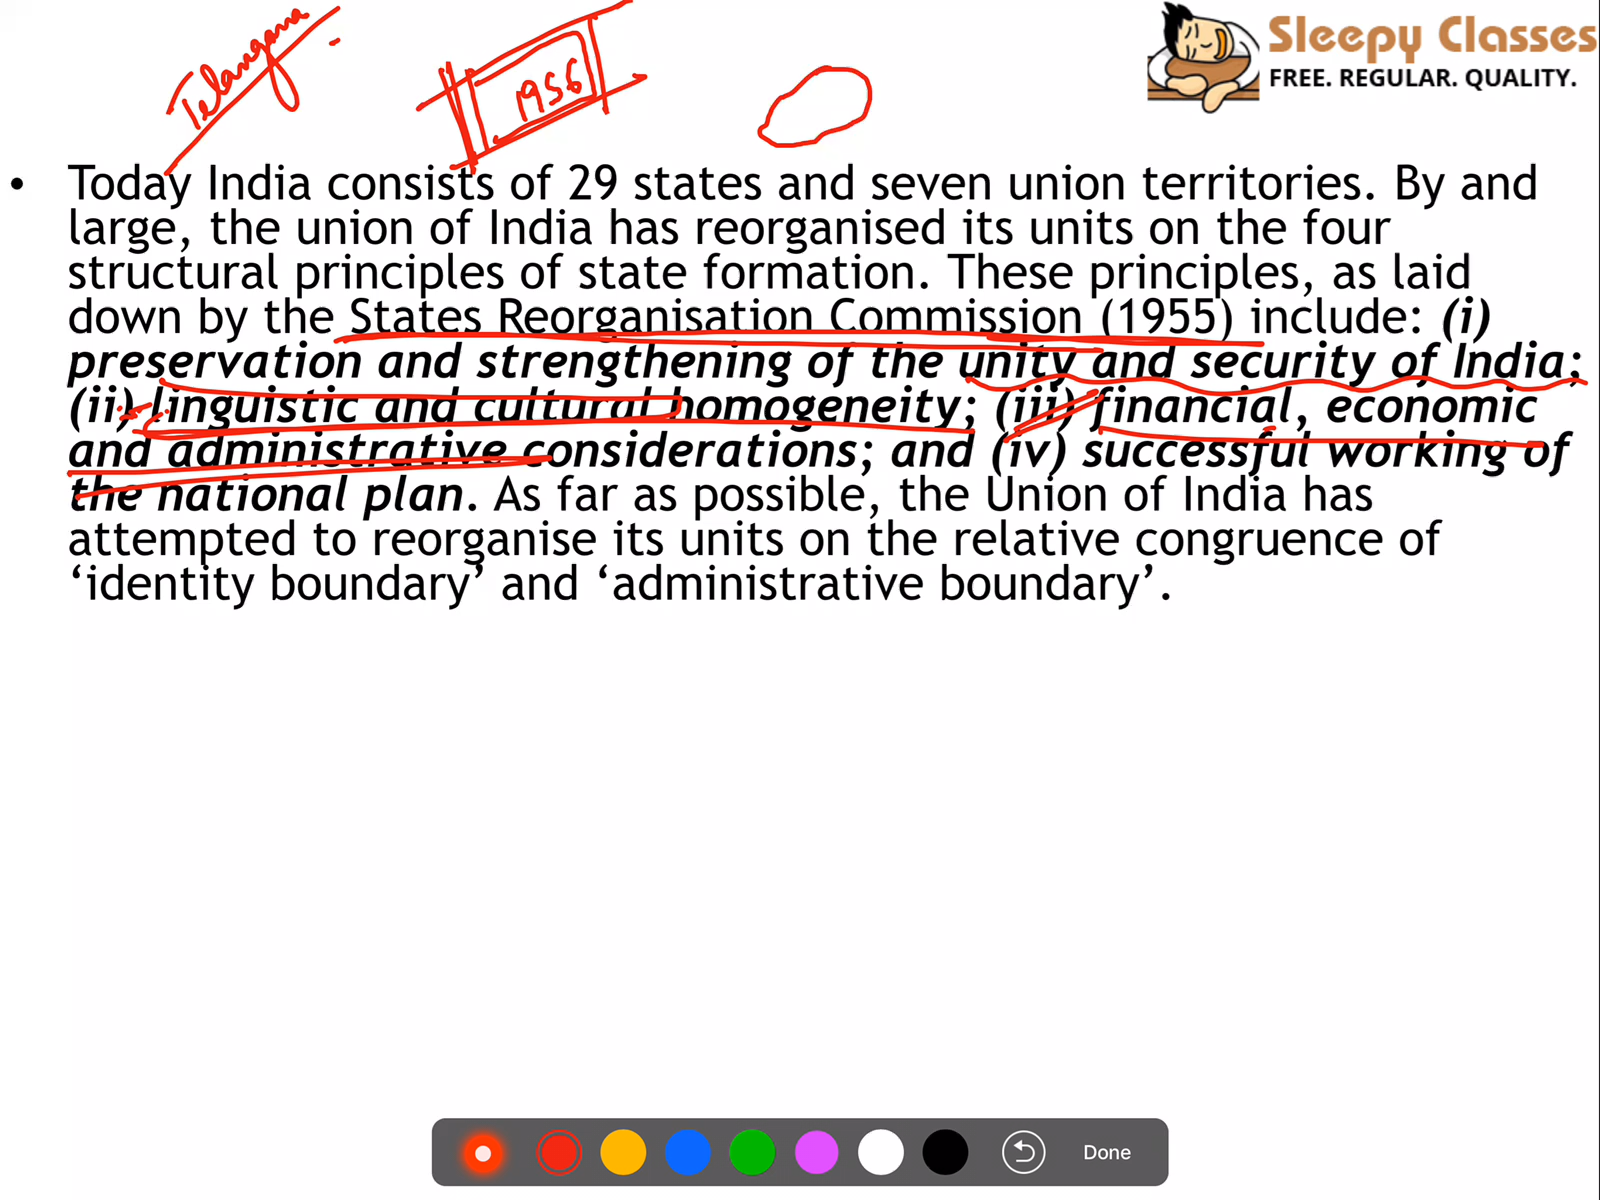 Telangana
1956
Sleepy Classes
FREE. REGULAR. QUALITY.
• Today India consists of 29 states and seven union territories. By and
large, the union of India has reorganised its units on the four
structural principles of state formation. These principles, as laid
down by the States Reorganisation Commission (1955) include: (i)
preservation and strengthening of the unity and security of India;
(ii) linguistic and cultural homogeneity; (iii) financial, economic
and administrative considerations; and (iv) successful working of
the national plan. As far as possible, the Union of India has
attempted to reorganise its units on the relative congruence of
‘identity boundary’ and ‘administrative boundary’.
Done